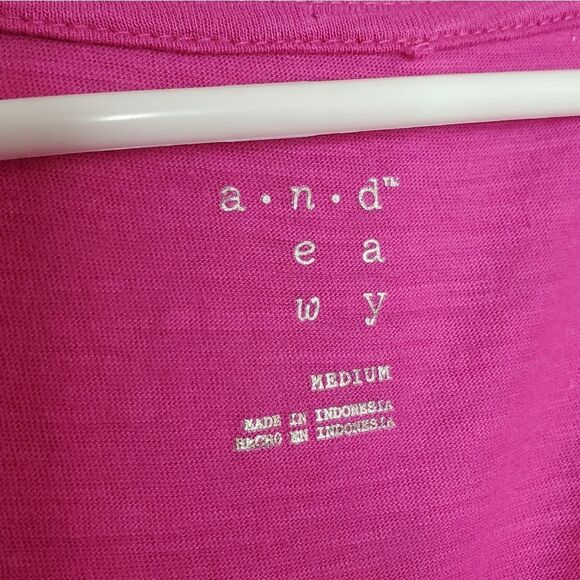 a·n·d™
e a
w y
MEDIUM
MADE IN INDONESIA
HECHO EN INDONESIA